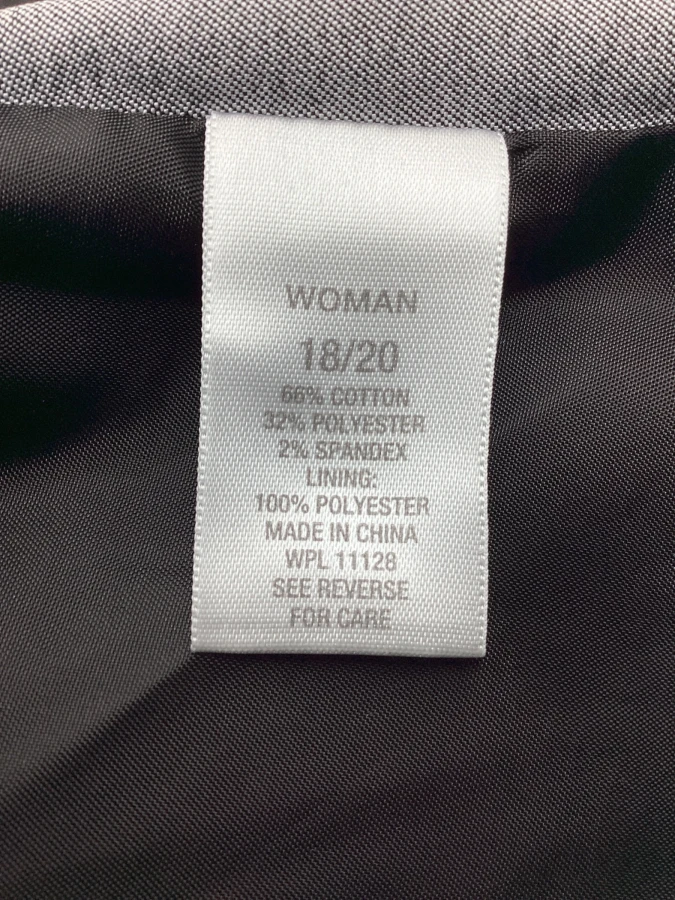 WOMAN
18/20
66% COTTON
32% POLYESTER
2% SPANDEX
LINING:
100% POLYESTER
MADE IN CHINA
WPL 11128
SEE REVERSE
FOR CARE